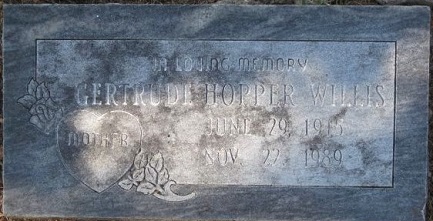 IN LOVING MEMORY
GERTRUDE HOPPER WILLIS
MOTHER
JUNE 29, 1915
NOV. 22, 1989